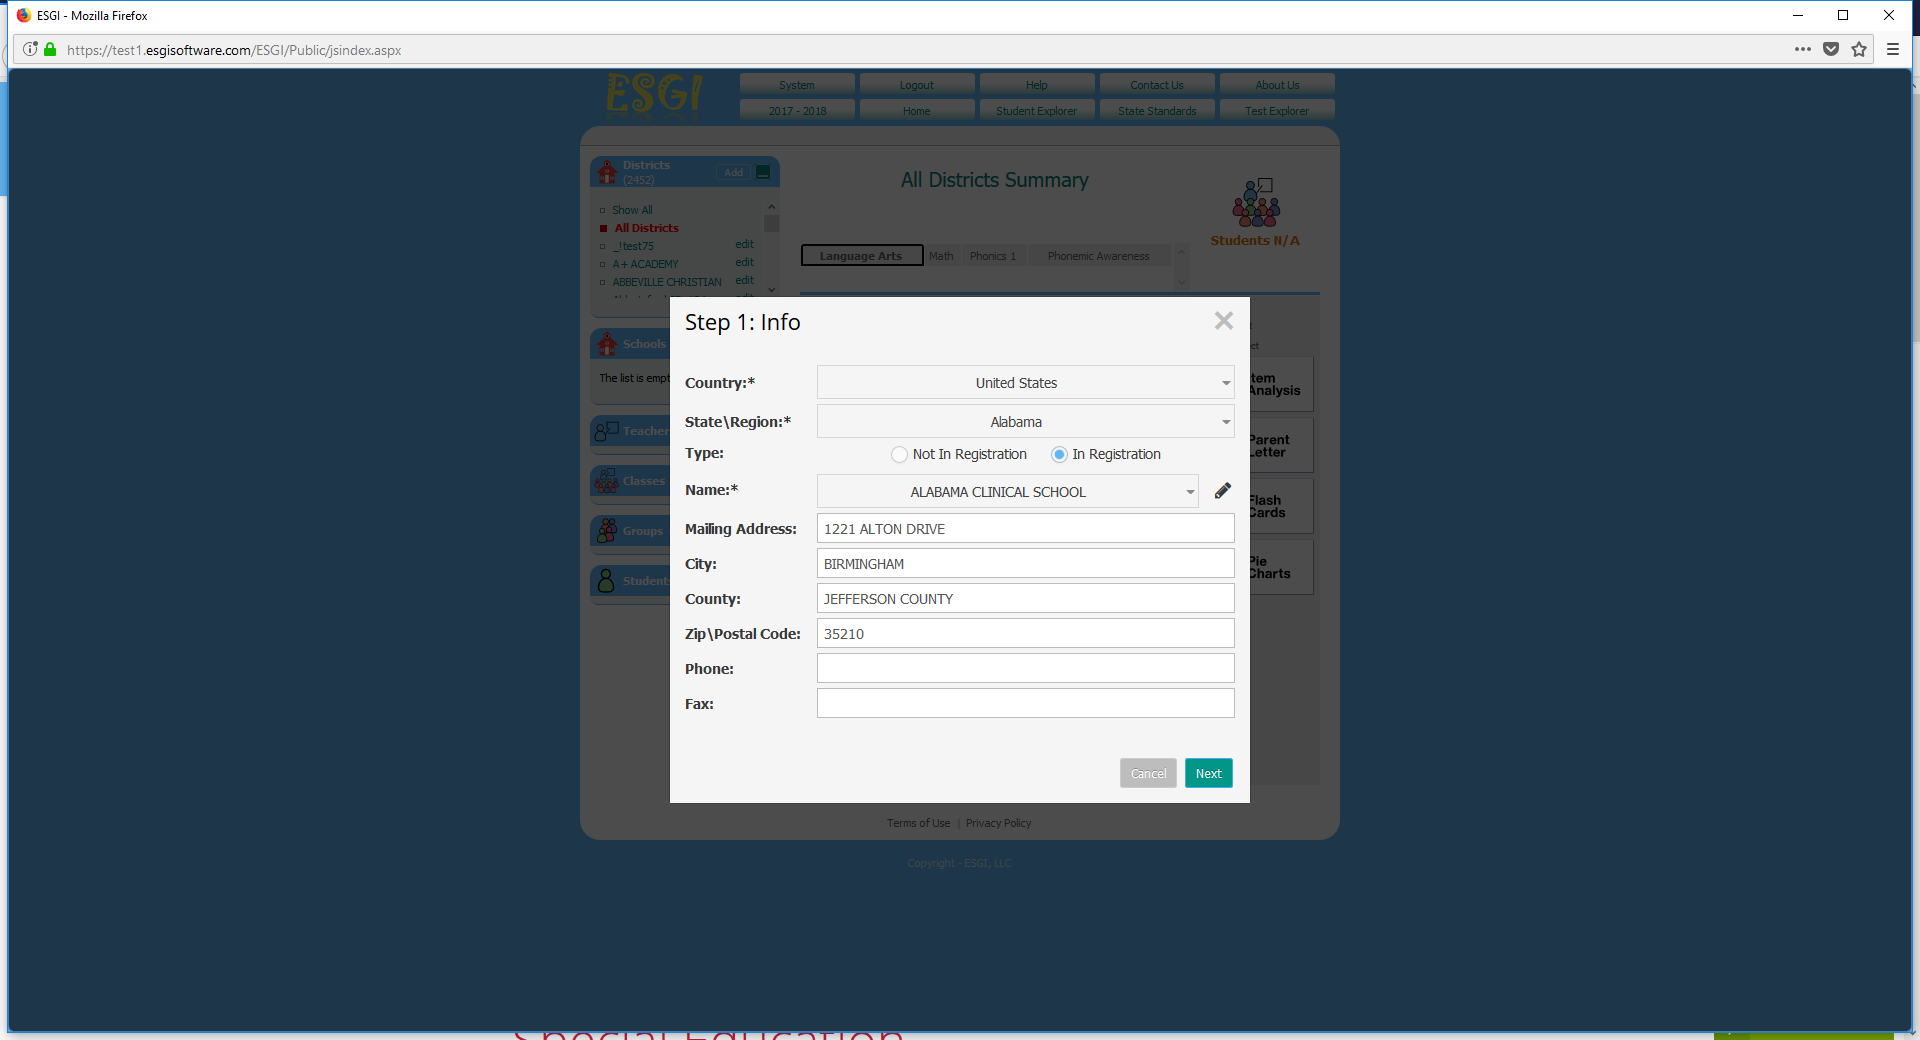 ESGI - Mozilla Firefox
https://test1.esgisoftware.com/ESGI/Public/jsindex.aspx
ESGI
System Logout Help Contact Us About Us
2017 - 2018 Home Student Explorer State Standards Test Explorer
Districts
(2452)
Add
Show All
All Districts
_!test75 edit
A+ ACADEMY edit
ABBEVILLE CHRISTIAN edit
All Districts Summary
Students N/A
Language Arts Math Phonics 1 Phonemic Awareness
Schools
The list is empt
Teacher
Classes
Groups
Student
Step 1: Info
Country:* United States
State\Region:* Alabama
Type: Not In Registration In Registration
Name:* ALABAMA CLINICAL SCHOOL
Mailing Address: 1221 ALTON DRIVE
City: BIRMINGHAM
County: JEFFERSON COUNTY
Zip\Postal Code: 35210
Phone:
Fax:
Cancel Next
tem
Analysis
Parent
Letter
Flash
Cards
Pie
Charts
Terms of Use | Privacy Policy
Copyright - ESGI, LLC
Special Education